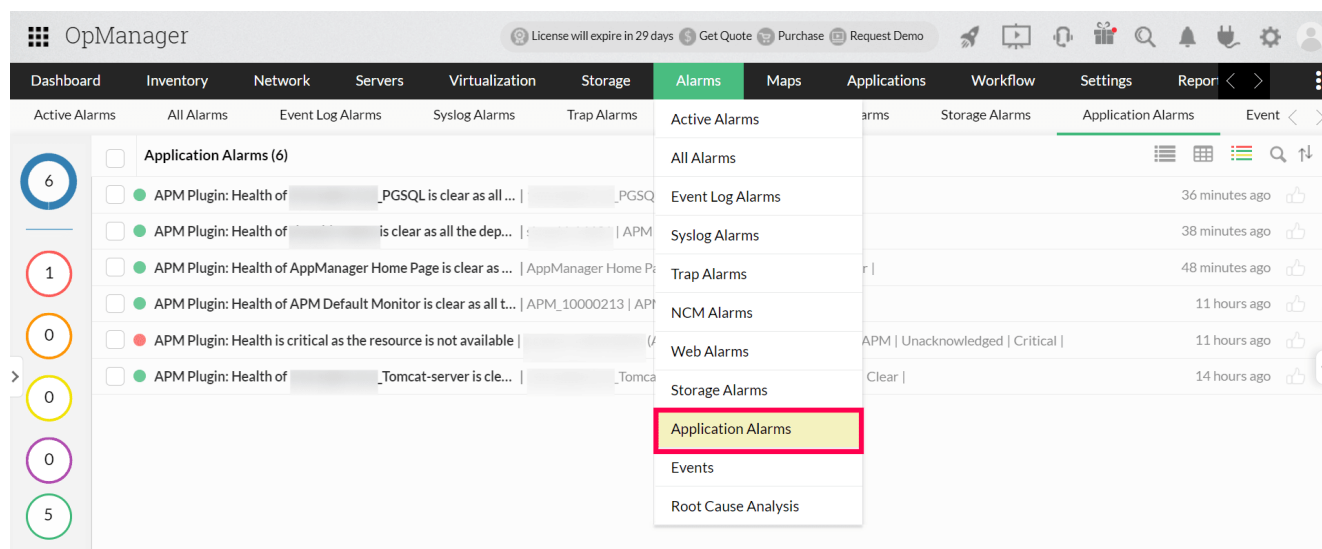 OpManager
License will expire in 29 days Get Quote Purchase Request Demo
Dashboard Inventory Network Servers Virtualization Storage Alarms Maps Applications Workflow Settings Repor
Active Alarms All Alarms Event Log Alarms Syslog Alarms Trap Alarms arms Storage Alarms Application Alarms Event
Active Alarms
All Alarms
Event Log Alarms
Syslog Alarms
Trap Alarms
NCM Alarms
Web Alarms
Storage Alarms
Application Alarms
Events
Root Cause Analysis
6
1
0
0
0
5
Application Alarms (6)
APM Plugin: Health of _PGSQL is clear as all ... | _PGSQ 36 minutes ago
APM Plugin: Health of is clear as all the dep... | | APM 38 minutes ago
APM Plugin: Health of AppManager Home Page is clear as ... | AppManager Home Pa r | 48 minutes ago
APM Plugin: Health of APM Default Monitor is clear as all t... | APM_10000213 | APM 11 hours ago
APM Plugin: Health is critical as the resource is not available | APM | Unacknowledged | Critical | 11 hours ago
APM Plugin: Health of _Tomcat-server is cle... | _Tomca Clear | 14 hours ago